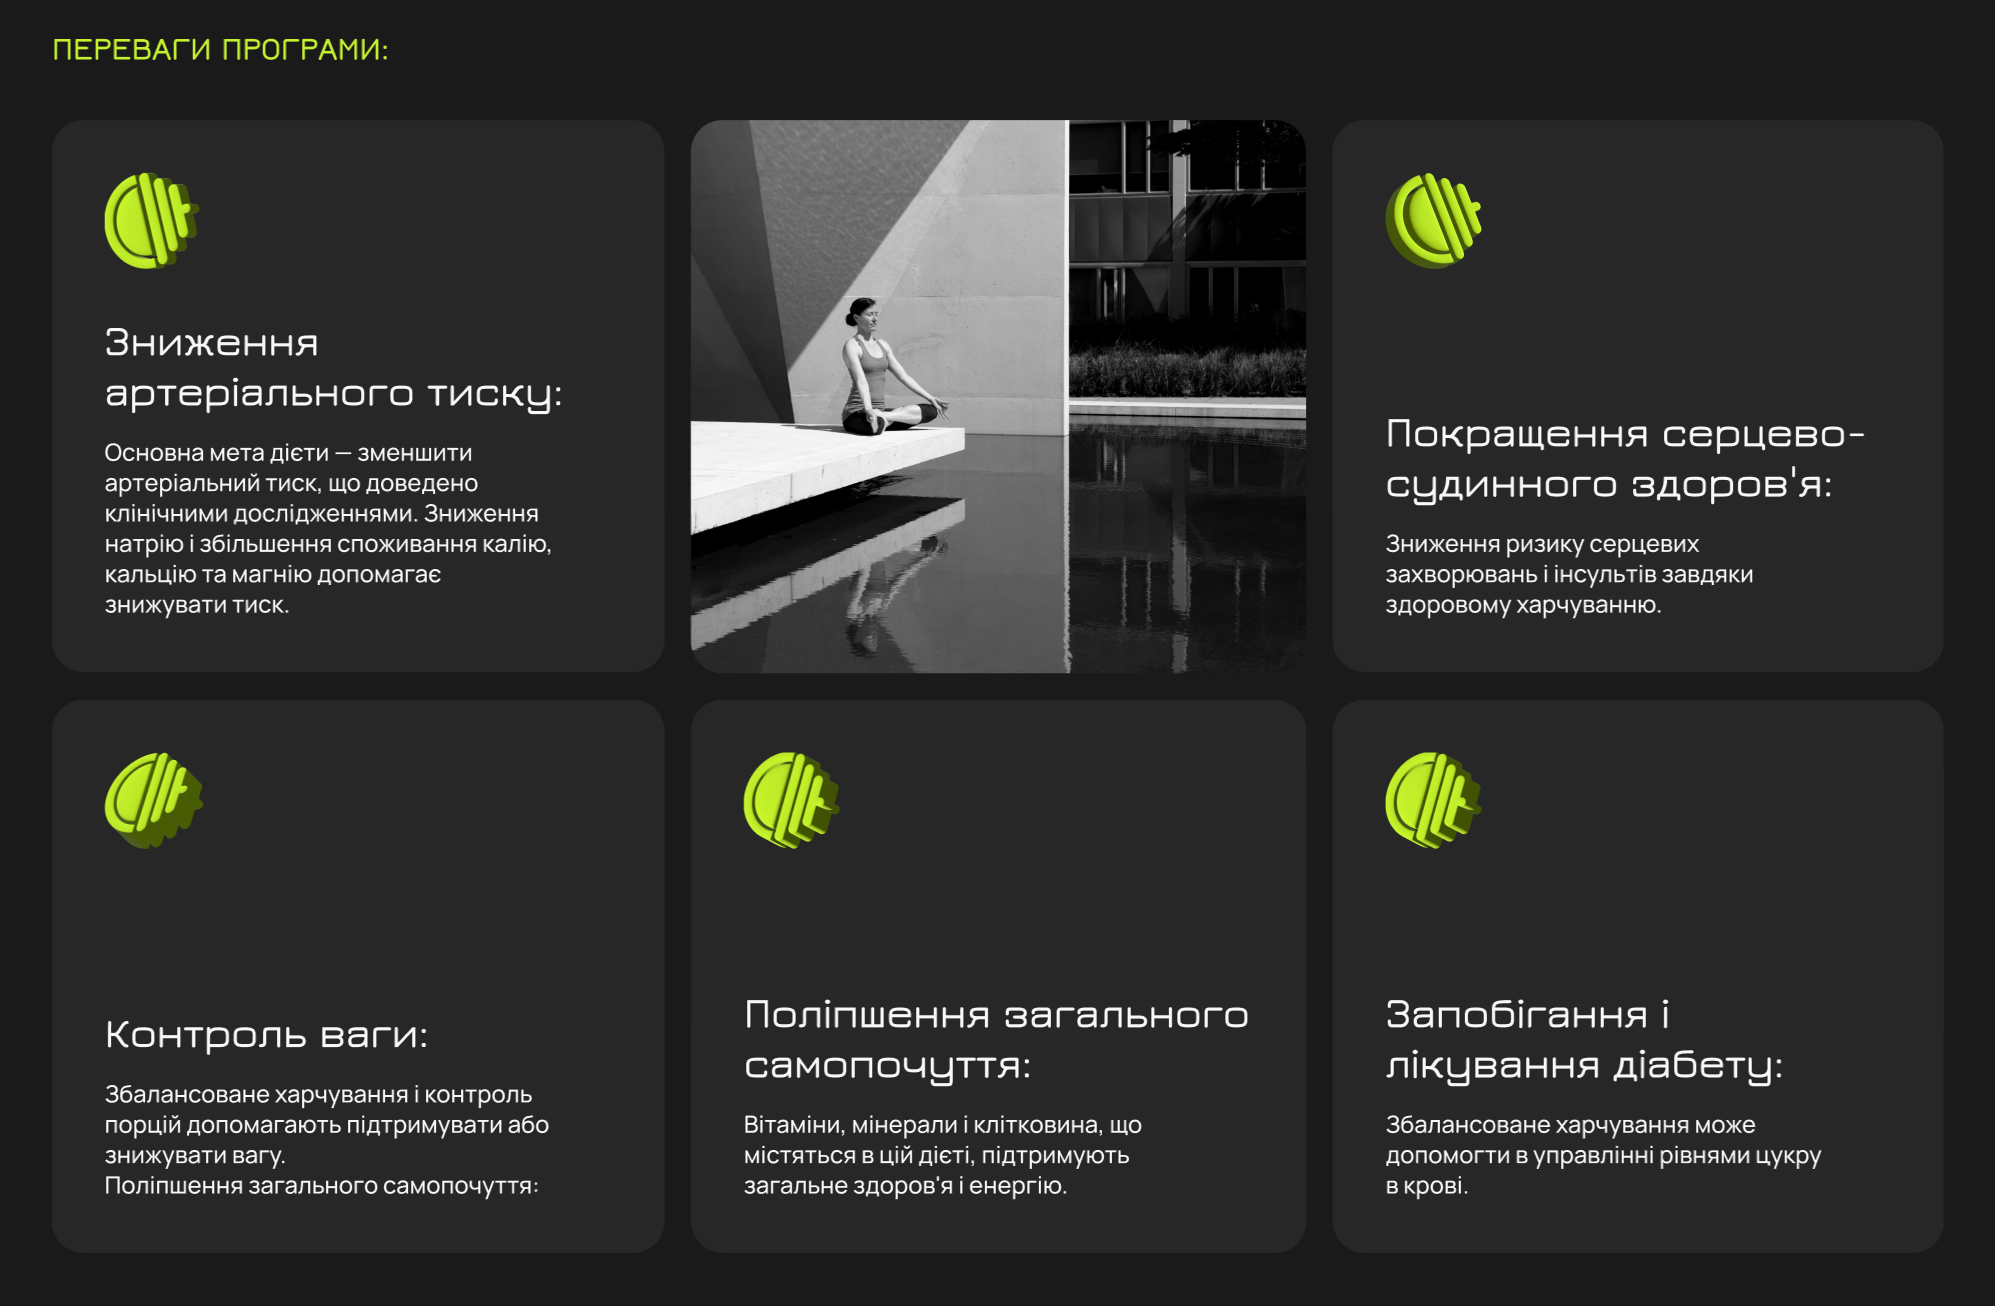 ПЕРЕВАГИ ПРОГРАМИ:
Зниження
артеріального тиску:
Основна мета дієти — зменшити
артеріальний тиск, що доведено
клінічними дослідженнями. Зниження
натрію і збільшення споживання калію,
кальцію та магнію допомагає
знижувати тиск.
Покращення серцево-
судинного здоров'я:
Зниження ризику серцевих
захворювань і інсультів завдяки
здоровому харчуванню.
Контроль ваги:
Збалансоване харчування і контроль
порцій допомагають підтримувати або
знижувати вагу.
Поліпшення загального самопочуття:
Поліпшення загального
самопочуття:
Вітаміни, мінерали і клітковина, що
містяться в цій дієті, підтримують
загальне здоров'я і енергію.
Запобігання і
лікування діабету:
Збалансоване харчування може
допомогти в управлінні рівнями цукру
в крові.